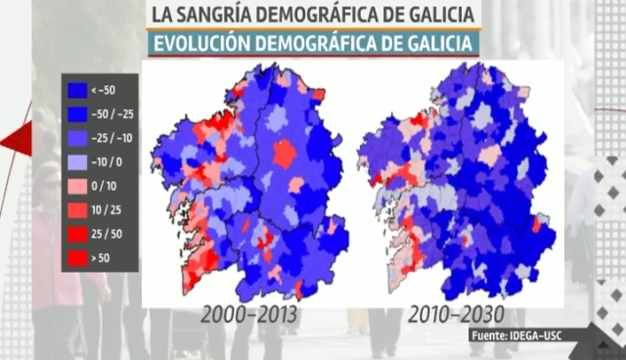 LA SANGRÍA DEMOGRÁFICA DE GALICIA
EVOLUCIÓN DEMOGRÁFICA DE GALICIA
< -50
-50 / -25
-25 / -10
-10 / 0
0 / 10
10 / 25
25 / 50
> 50
2000-2013
2010-2030
Fuente: IDEGA-USC